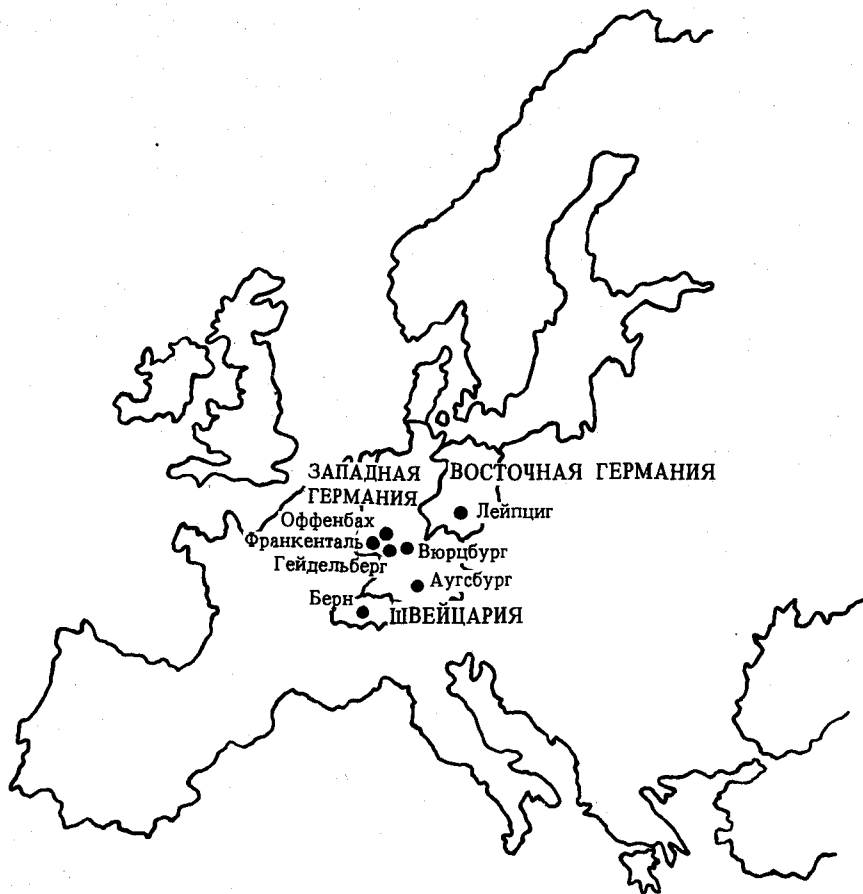 ЗАПАДНАЯ
ГЕРМАНИЯ
ВОСТОЧНАЯ ГЕРМАНИЯ
Лейпциг
Оффенбах
Франкенталь
Гейдельберг
Вюрцбург
Аугсбург
Берн
ШВЕЙЦАРИЯ